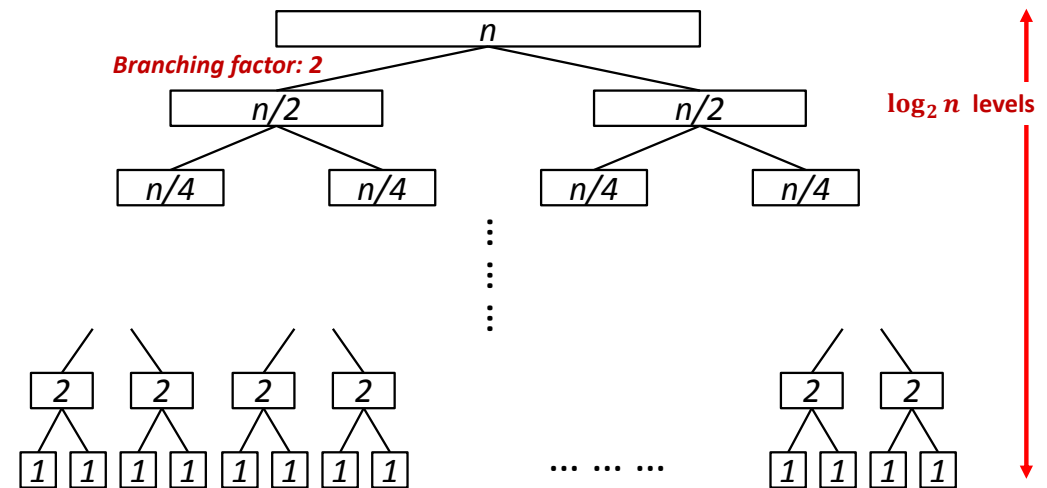 n
Branching factor: 2
n/2 n/2
log₂ n levels
n/4 n/4 n/4 n/4
⋮
⋮
⋮
2 2 2 2 2 2
1 1 1 1 1 1 1 1 ... ... ... 1 1 1 1